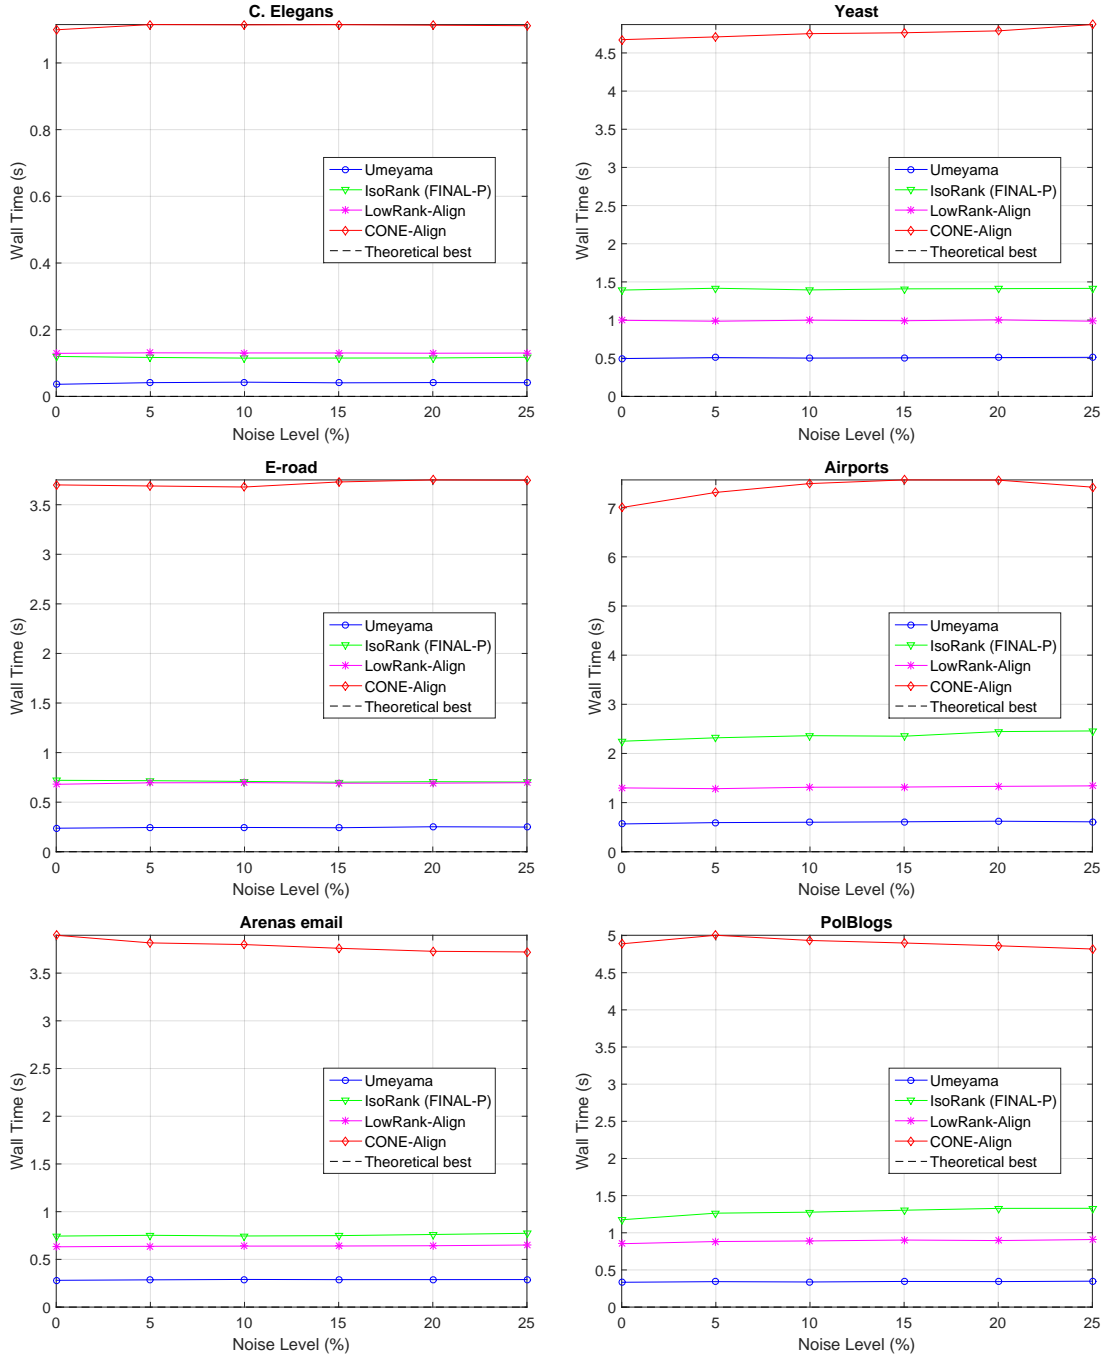 C. Elegans
Wall Time (s)
1
0.8
0.6
0.4
0.2
0
Umeyama
IsoRank (FINAL-P)
LowRank-Align
CONE-Align
Theoretical best
0 5 10 15 20 25
Noise Level (%)
Yeast
Wall Time (s)
4.5
4
3.5
3
2.5
2
1.5
1
0.5
0
Umeyama
IsoRank (FINAL-P)
LowRank-Align
CONE-Align
Theoretical best
0 5 10 15 20 25
Noise Level (%)
E-road
Wall Time (s)
3.5
3
2.5
2
1.5
1
0.5
0
Umeyama
IsoRank (FINAL-P)
LowRank-Align
CONE-Align
Theoretical best
0 5 10 15 20 25
Noise Level (%)
Airports
Wall Time (s)
7
6
5
4
3
2
1
0
Umeyama
IsoRank (FINAL-P)
LowRank-Align
CONE-Align
Theoretical best
0 5 10 15 20 25
Noise Level (%)
Arenas email
Wall Time (s)
3.5
3
2.5
2
1.5
1
0.5
0
Umeyama
IsoRank (FINAL-P)
LowRank-Align
CONE-Align
Theoretical best
0 5 10 15 20 25
Noise Level (%)
PolBlogs
Wall Time (s)
5
4.5
4
3.5
3
2.5
2
1.5
1
0.5
0
Umeyama
IsoRank (FINAL-P)
LowRank-Align
CONE-Align
Theoretical best
0 5 10 15 20 25
Noise Level (%)